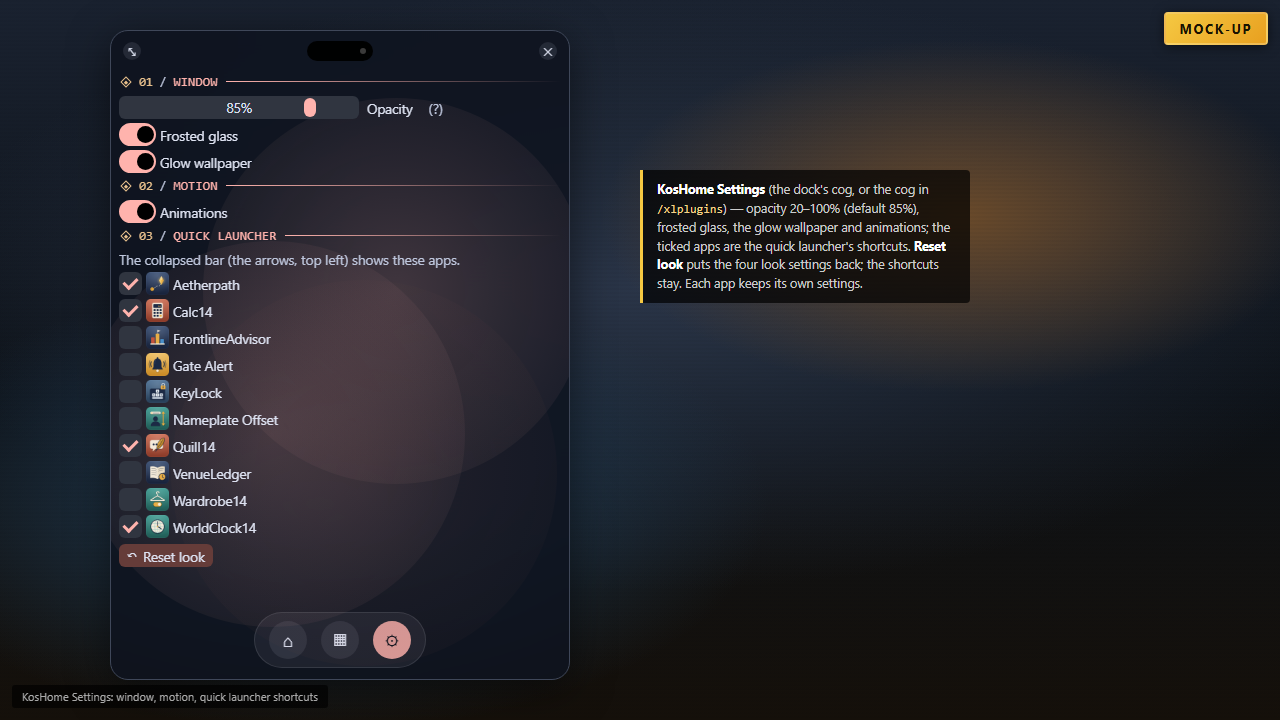 MOCK-UP
01 / WINDOW
85% Opacity (?)
Frosted glass
Glow wallpaper
02 / MOTION
Animations
03 / QUICK LAUNCHER
The collapsed bar (the arrows, top left) shows these apps.
Aetherpath
Calc14
FrontlineAdvisor
Gate Alert
KeyLock
Nameplate Offset
Quill14
VenueLedger
Wardrobe14
WorldClock14
Reset look
KosHome Settings (the dock's cog, or the cog in
/xlplugins) — opacity 20–100% (default 85%),
frosted glass, the glow wallpaper and animations; the
ticked apps are the quick launcher's shortcuts. Reset
look puts the four look settings back; the shortcuts
stay. Each app keeps its own settings.
KosHome Settings: window, motion, quick launcher shortcuts